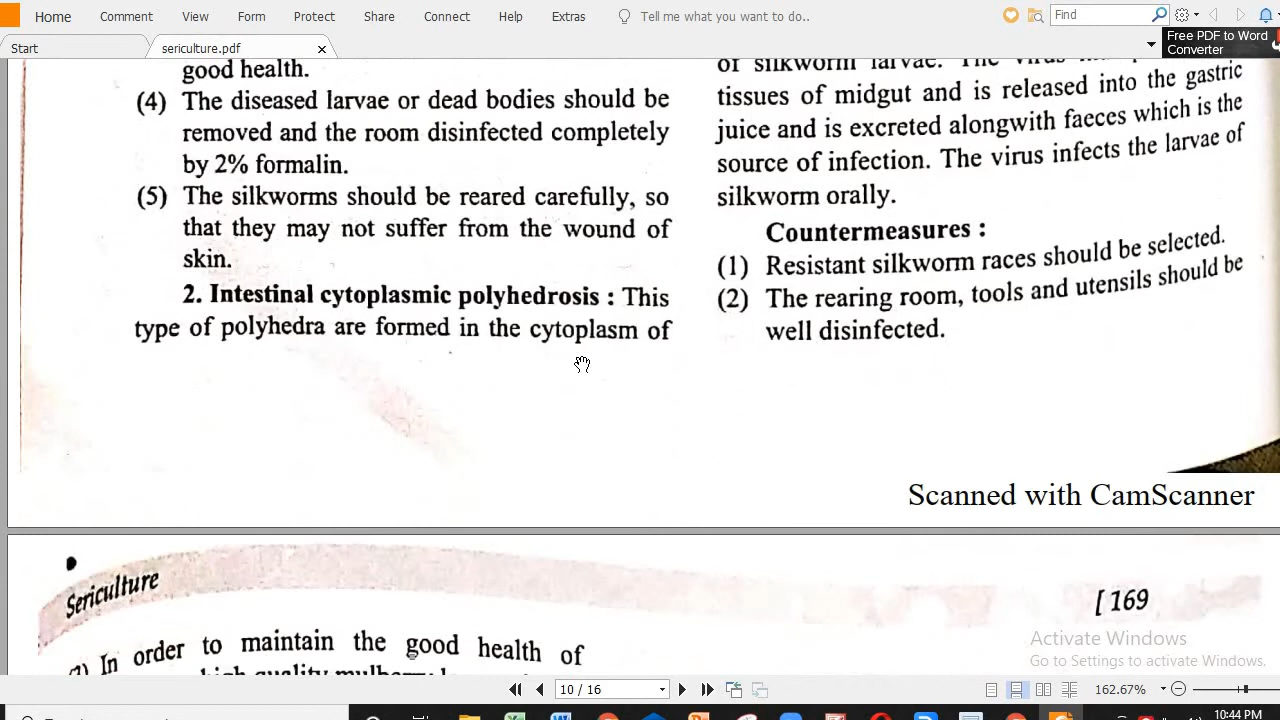 Home Comment View Form Protect Share Connect Help Extras Tell me what you want to do.. Find
Free PDF to Word
Converter
Start sericulture.pdf x
good health.
(4) The diseased larvae or dead bodies should be
removed and the room disinfected completely
by 2% formalin.
(5) The silkworms should be reared carefully, so
that they may not suffer from the wound of
skin.
2. Intestinal cytoplasmic polyhedrosis : This
type of polyhedra are formed in the cytoplasm of
of silkworm larvae. The virus
tissues of midgut and is released into the gastric
juice and is excreted alongwith faeces which is the
source of infection. The virus infects the larvae of
silkworm orally.
Countermeasures :
(1) Resistant silkworm races should be selected.
(2) The rearing room, tools and utensils should be
well disinfected.
Scanned with CamScanner
Sericulture
[ 169
In order to maintain the good health of
high quality mulberry
Activate Windows
Go to Settings to activate Windows.
10 / 16 162.67%
10:44 PM